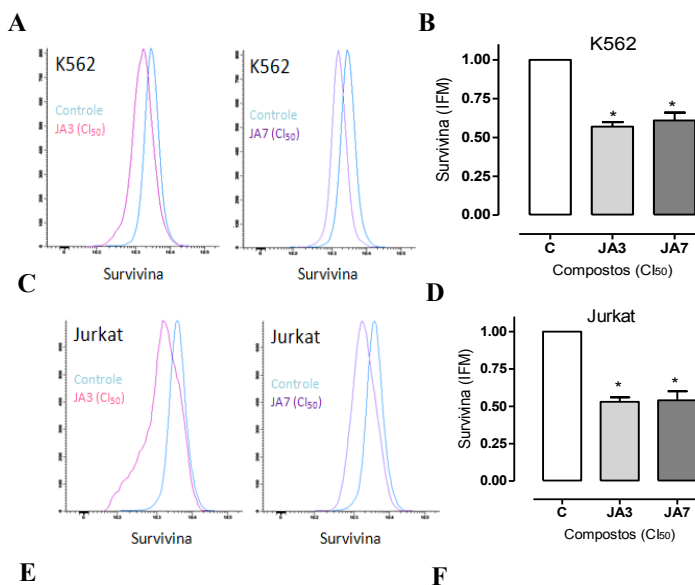 A
K562
Controle
JA3 (CI50)
Survivina
K562
Controle
JA7 (CI50)
Survivina
B
K562
Survivina (IFM)
1.00
0.75
0.50
0.25
0.00
*
*
C
JA3
JA7
Compostos (CI50)
C
Jurkat
Controle
JA3 (CI50)
Survivina
Jurkat
Controle
JA7 (CI50)
Survivina
D
Jurkat
Survivina (IFM)
1.00
0.75
0.50
0.25
0.00
*
*
C
JA3
JA7
Compostos (CI50)
E
F